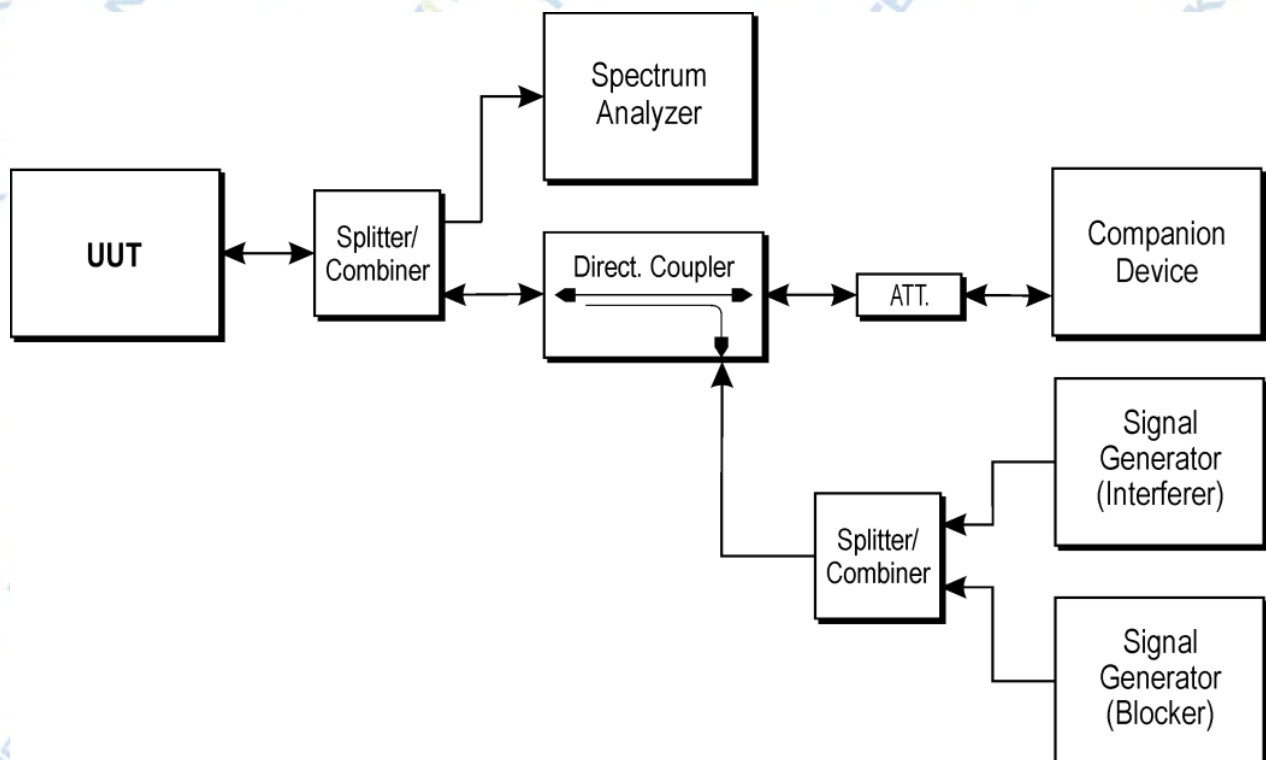 Spectrum
Analyzer
UUT
Splitter/
Combiner
Direct. Coupler
ATT.
Companion
Device
Signal
Generator
(Interferer)
Splitter/
Combiner
Signal
Generator
(Blocker)